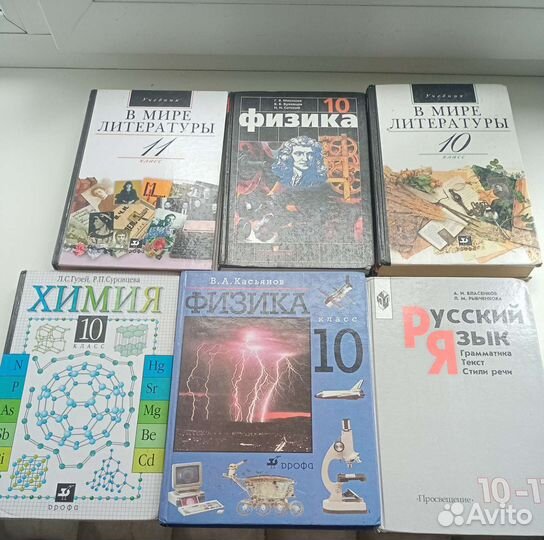 Учебник
В МИРЕ
ЛИТЕРАТУРЫ
11
класс
Г. Я. Мякишев
Б. Б. Буховцев
Н. Н. Сотский
физика
10
Учебник
В МИРЕ
ЛИТЕРАТУРЫ
10
класс
Л.С.Гузей, Р.П.Суровцева
ХИМИЯ
10
КЛАСС
N
P
As
Sb
Hg
Sr
Mg
Be
Cd
дрофа
В.А.Касьянов
ФИЗИКА
класс
10
дрофа
А. И. ВЛАСЕНКОВ
Л. М. РЫБЧЕНКОВА
Русский
Язык
Грамматика
Текст
Стили речи
«Просвещение»
10-11
Avito